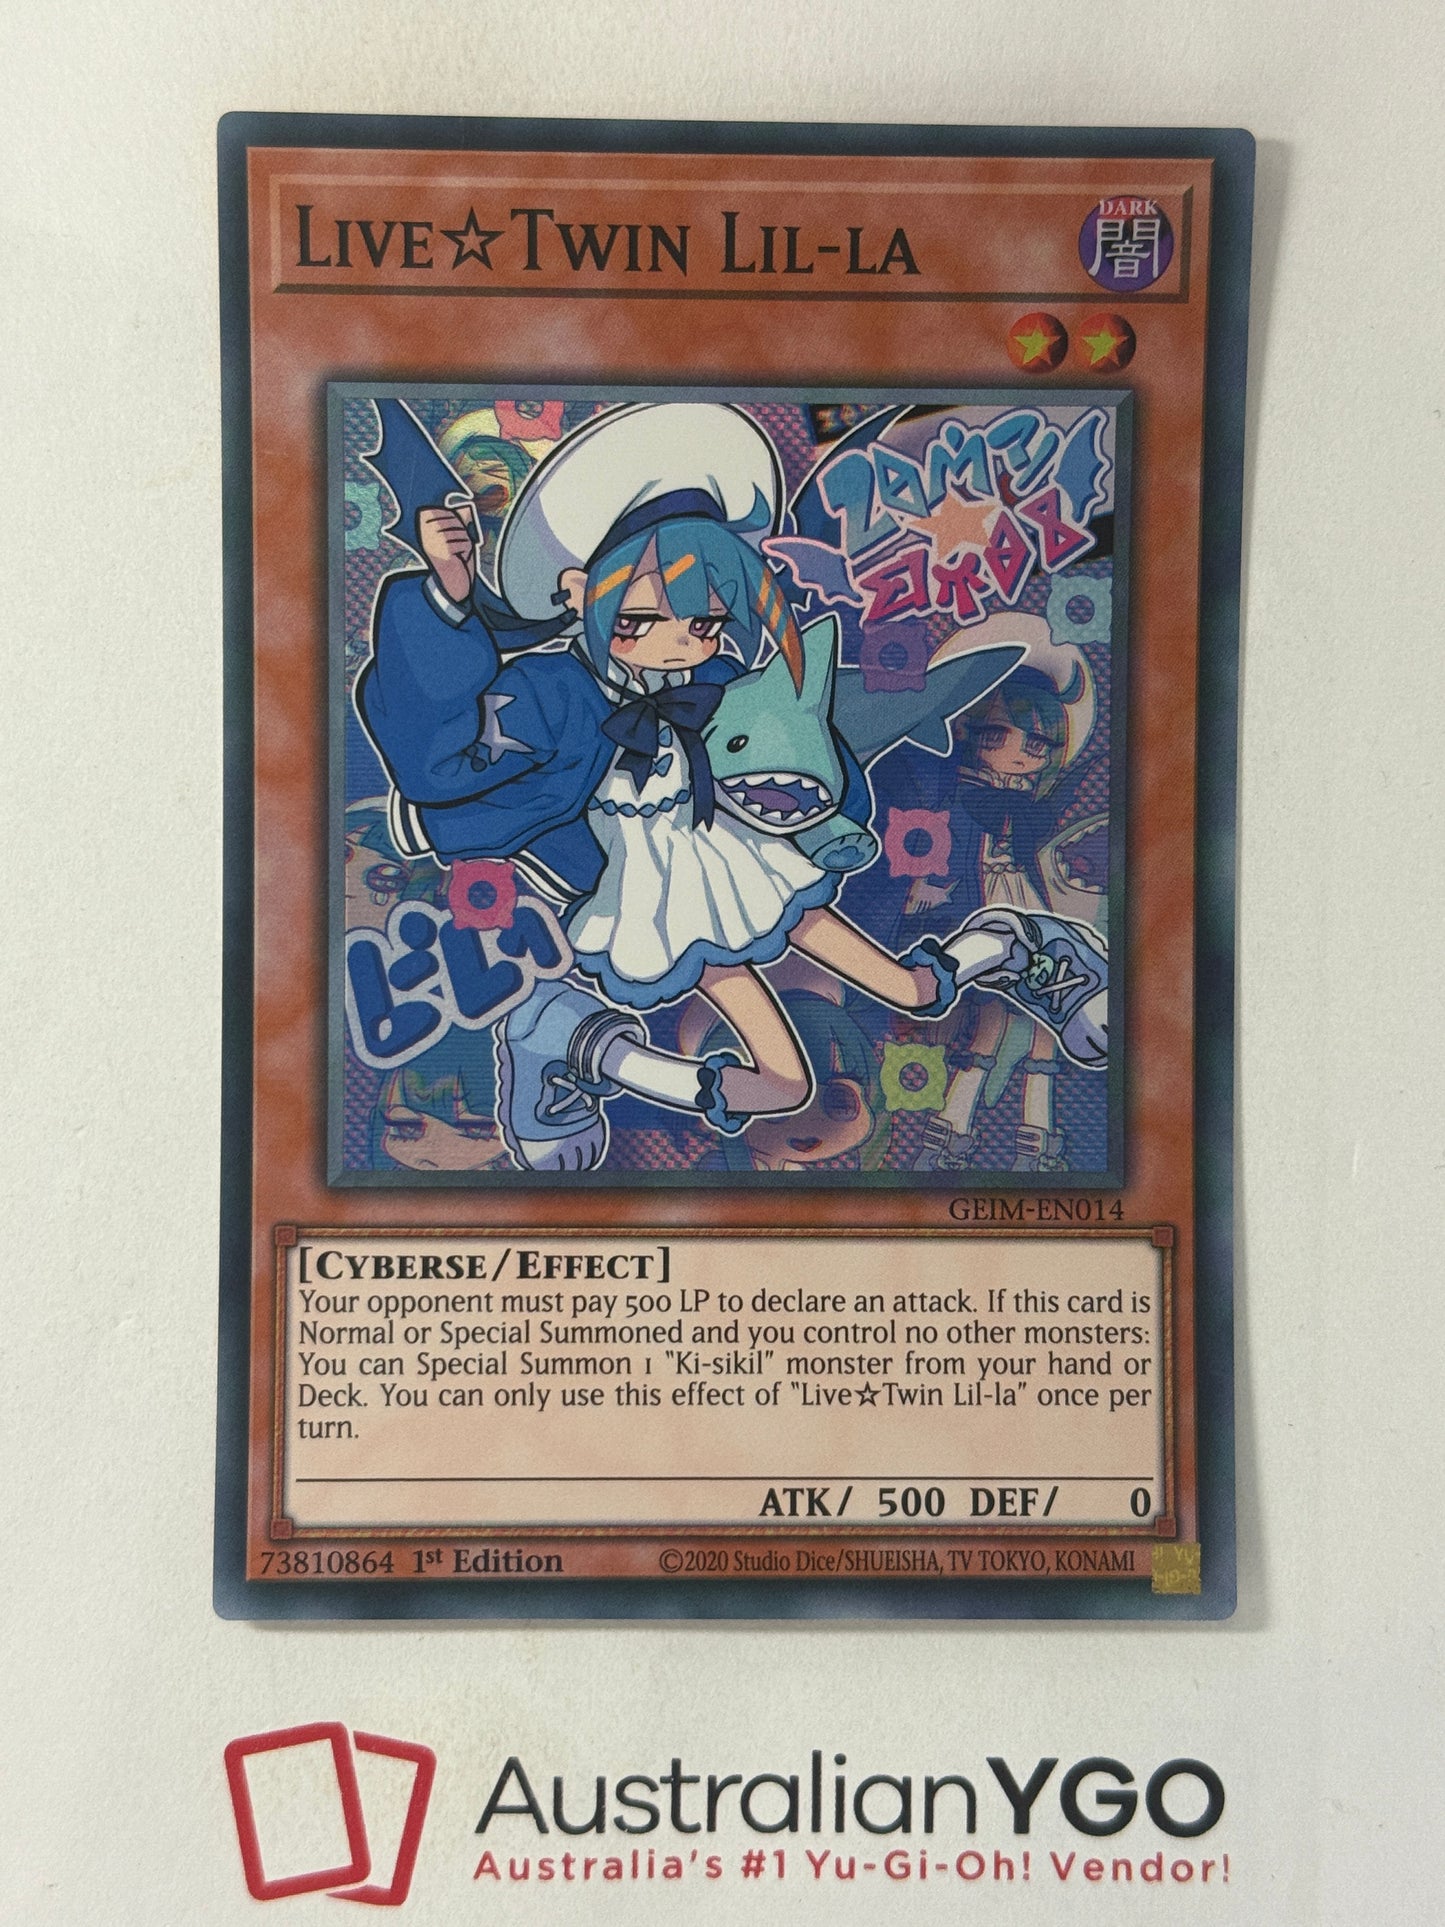 LIVE☆TWIN LIL-LA
DARK
闇
GEIM-EN014
[CYBERSE/EFFECT]
Your opponent must pay 500 LP to declare an attack. If this card is
Normal or Special Summoned and you control no other monsters:
You can Special Summon 1 "Ki-sikil" monster from your hand or
Deck. You can only use this effect of "Live☆Twin Lil-la" once per
turn.
ATK/ 500 DEF/ 0
73810864 1st Edition ©2020 Studio Dice/SHUEISHA, TV TOKYO, KONAMI
AustralianYGO
Australia's #1 Yu-Gi-Oh! Vendor!